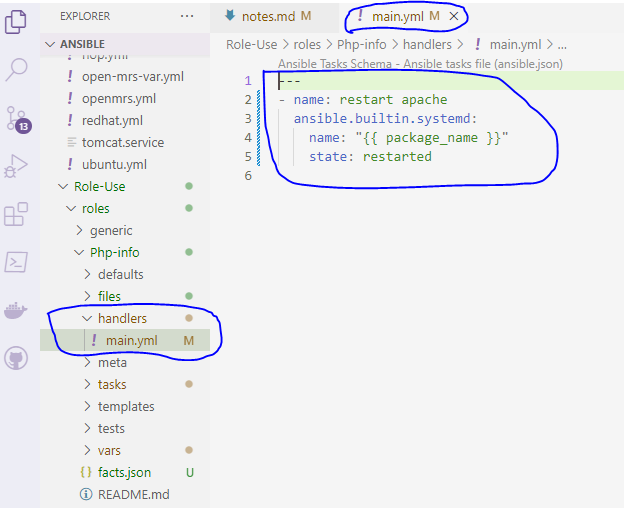 EXPLORER
ANSIBLE
open-mrs-var.yml
openmrs.yml
redhat.yml
tomcat.service
ubuntu.yml
Role-Use
roles
generic
Php-info
defaults
files
handlers
! main.yml M
meta
tasks
templates
tests
vars
{} facts.json U
README.md
13
notes.md M
! main.yml M
Role-Use > roles > Php-info > handlers > ! main.yml > ...
Ansible Tasks Schema - Ansible tasks file (ansible.json)
1 ---
2 - name: restart apache
3 ansible.builtin.systemd:
4 name: "{{ package_name }}"
5 state: restarted
6